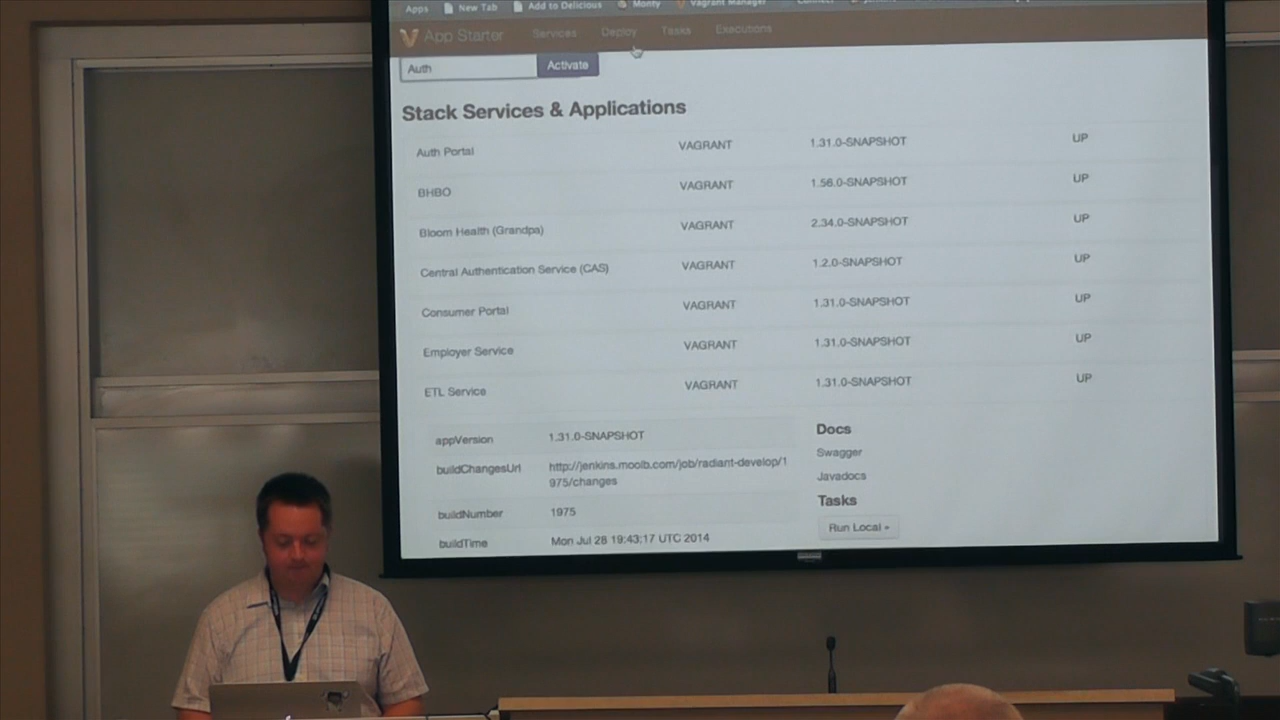 Apps New Tab Add to Delicious Monty Vagrant Manager Connect
App Starter Services Deploy Tasks Executions
Auth Activate
Stack Services & Applications
Auth Portal VAGRANT 1.31.0-SNAPSHOT UP
BHBO VAGRANT 1.56.0-SNAPSHOT UP
Bloom Health (Grandpa) VAGRANT 2.34.0-SNAPSHOT UP
Central Authentication Service (CAS) VAGRANT 1.2.0-SNAPSHOT UP
Consumer Portal VAGRANT 1.31.0-SNAPSHOT UP
Employer Service VAGRANT 1.31.0-SNAPSHOT UP
ETL Service VAGRANT 1.31.0-SNAPSHOT UP
appVersion 1.31.0-SNAPSHOT
buildChangesUrl http://jenkins.moolb.com/job/radiant-develop/1
975/changes
buildNumber 1975
buildTime Mon Jul 28 19:43:17 UTC 2014
Docs
Swagger
Javadocs
Tasks
Run Local »